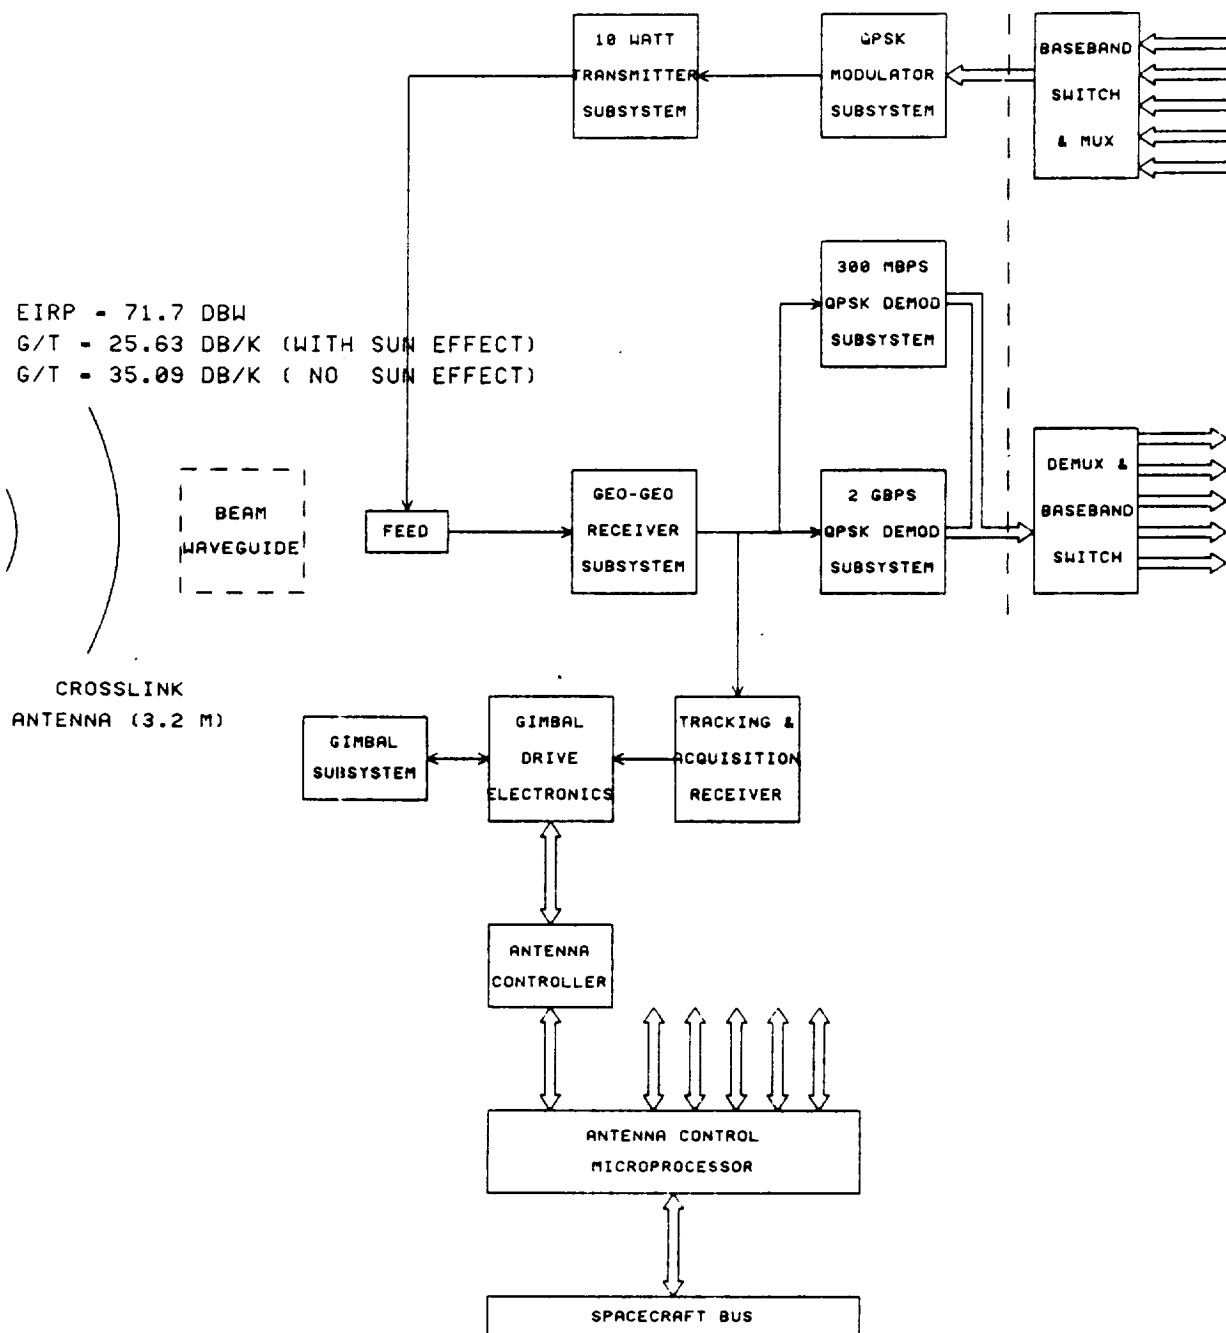 10 WATT
TRANSMITTER
SUBSYSTEM
QPSK
MODULATOR
SUBSYSTEM
BASEBAND
SWITCH
& MUX
300 MBPS
QPSK DEMOD
SUBSYSTEM
EIRP = 71.7 DBW
G/T = 25.63 DB/K (WITH SUN EFFECT)
G/T = 35.09 DB/K ( NO SUN EFFECT)
BEAM
WAVEGUIDE
FEED
GEO-GEO
RECEIVER
SUBSYSTEM
2 GBPS
QPSK DEMOD
SUBSYSTEM
DEMUX &
BASEBAND
SWITCH
CROSSLINK
ANTENNA (3.2 M)
GIMBAL
SUBSYSTEM
GIMBAL
DRIVE
ELECTRONICS
TRACKING &
ACQUISITION
RECEIVER
ANTENNA
CONTROLLER
ANTENNA CONTROL
MICROPROCESSOR
SPACECRAFT BUS